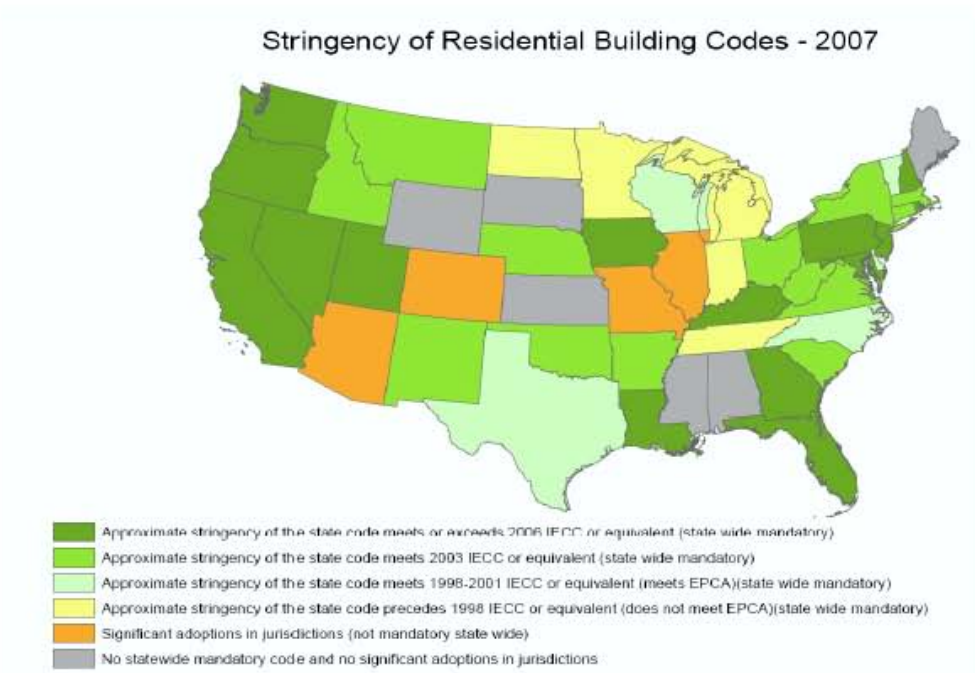 Stringency of Residential Building Codes - 2007
Approximate stringency of the state code meets or exceeds 2006 IECC or equivalent (state wide mandatory)
Approximate stringency of the state code meets 2003 IECC or equivalent (state wide mandatory)
Approximate stringency of the state code meets 1998-2001 IECC or equivalent (meets EPCA)(state wide mandatory)
Approximate stringency of the state code precedes 1998 IECC or equivalent (does not meet EPCA)(state wide mandatory)
Significant adoptions in jurisdictions (not mandatory state wide)
No statewide mandatory code and no significant adoptions in jurisdictions